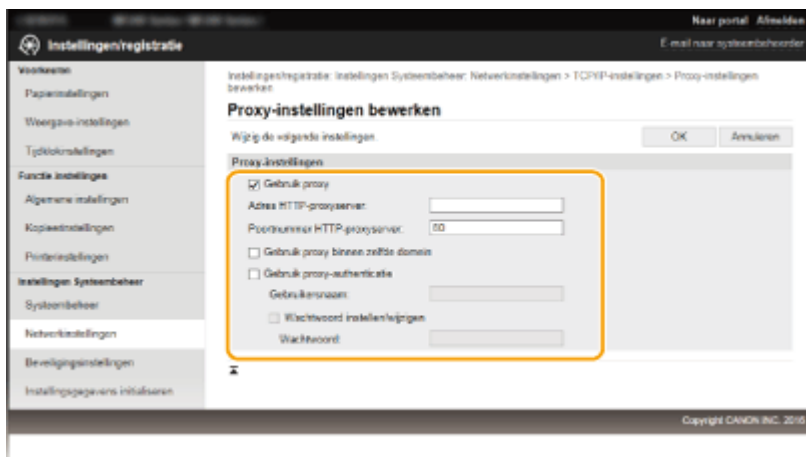 Naar portal Afmelden
Instellingen/registratie
E-mail naar systeembeheerder
Voorkeuren
Papierinstellingen
Weergave-instellingen
Tijdklokinstellingen
Functie-instellingen
Algemene instellingen
Kopieerinstellingen
Printerinstellingen
Instellingen Systeembeheer
Systeembeheer
Netwerkinstellingen
Beveiligingsinstellingen
Instellingsgegevens initialiseren
Instellingen/registratie: Instellingen Systeembeheer: Netwerkinstellingen > TCP/IP-instellingen > Proxy-instellingen
bewerken
Proxy-instellingen bewerken
Wijzig de volgende instellingen.
OK Annuleren
Proxy-instellingen
Gebruik proxy
Adres HTTP-proxyserver:
Poortnummer HTTP-proxyserver: 80
Gebruik proxy binnen zelfde domein
Gebruik proxy-authenticatie
Gebruikersnaam:
Wachtwoord instellen/wijzigen
Wachtwoord:
Copyright CANON INC. 2016